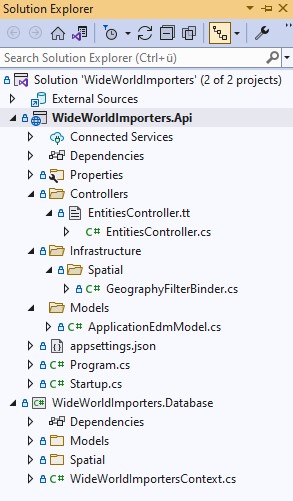 Solution Explorer
Search Solution Explorer (Ctrl+ü)
Solution 'WideWorldImporters' (2 of 2 projects)
External Sources
WideWorldImporters.Api
Connected Services
Dependencies
Properties
Controllers
EntitiesController.tt
C# EntitiesController.cs
Infrastructure
Spatial
C# GeographyFilterBinder.cs
Models
C# ApplicationEdmModel.cs
appsettings.json
C# Program.cs
C# Startup.cs
WideWorldImporters.Database
Dependencies
Models
Spatial
C# WideWorldImportersContext.cs